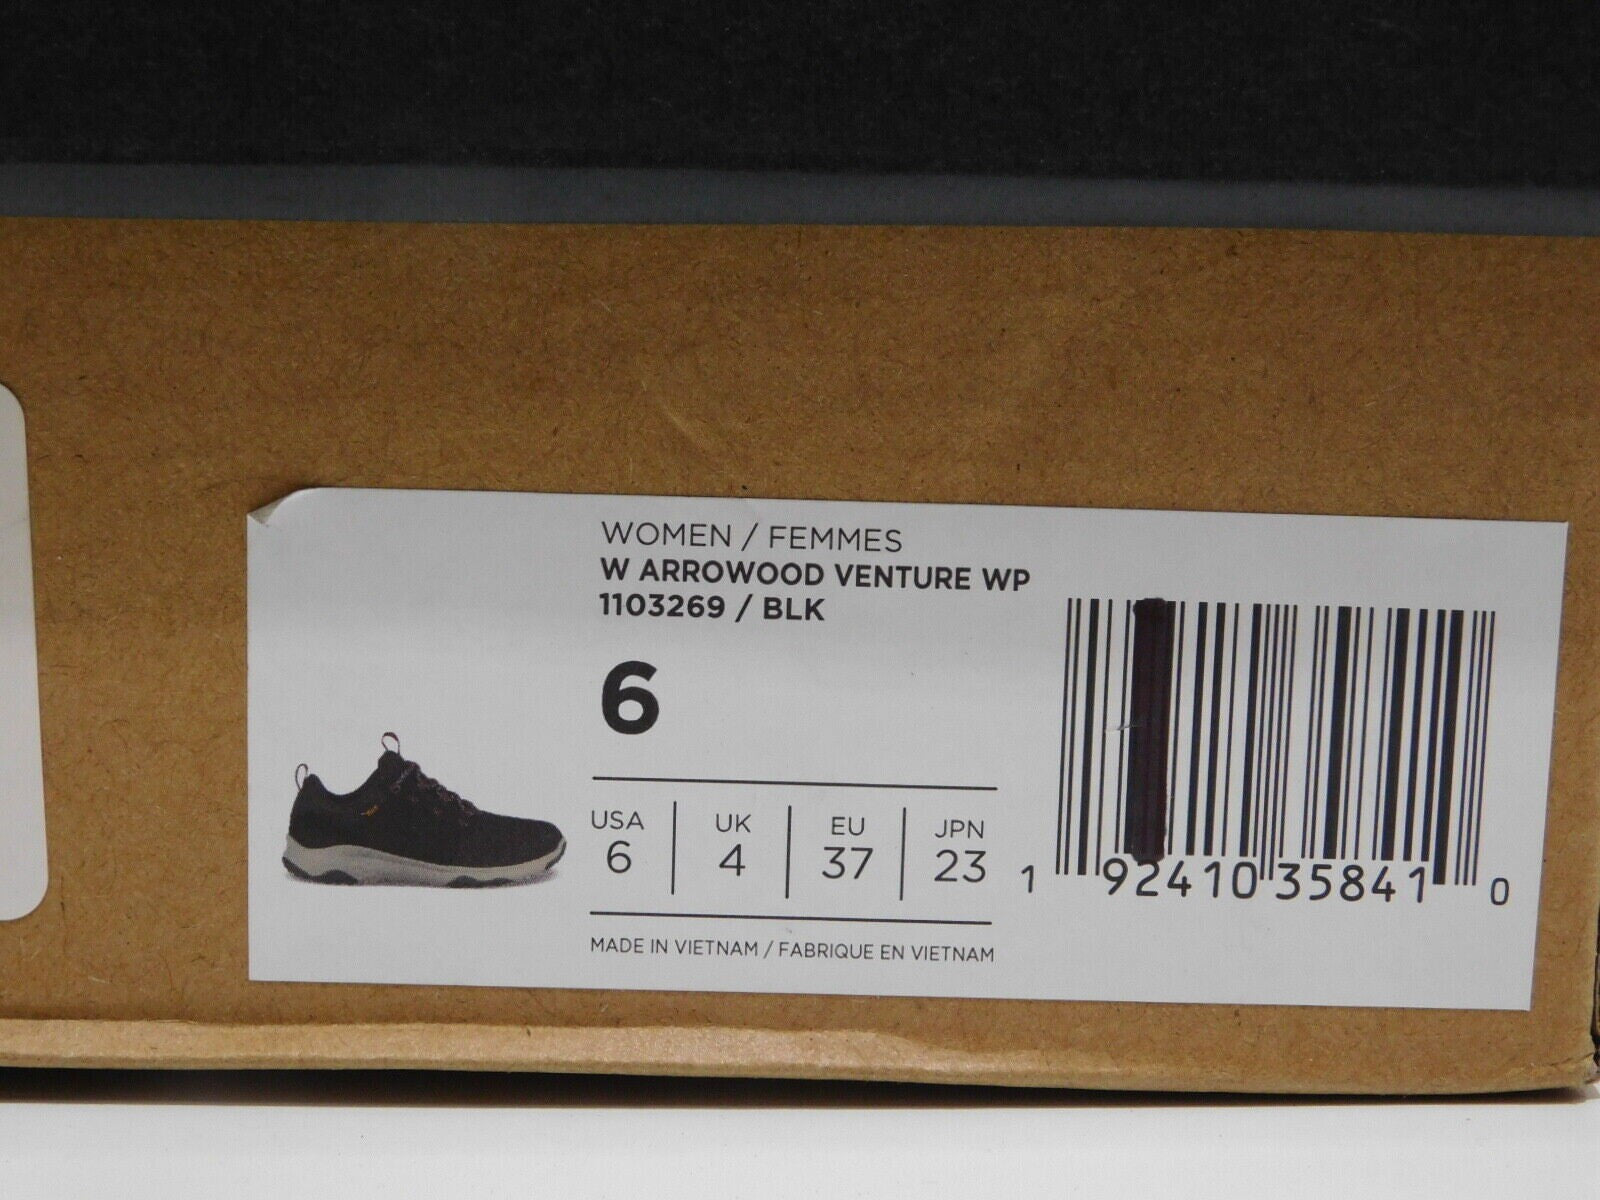 WOMEN / FEMMES
W ARROWOOD VENTURE WP
1103269 / BLK
6
USA UK EU JPN
6 4 37 23
1 92410 35841 0
MADE IN VIETNAM / FABRIQUE EN VIETNAM